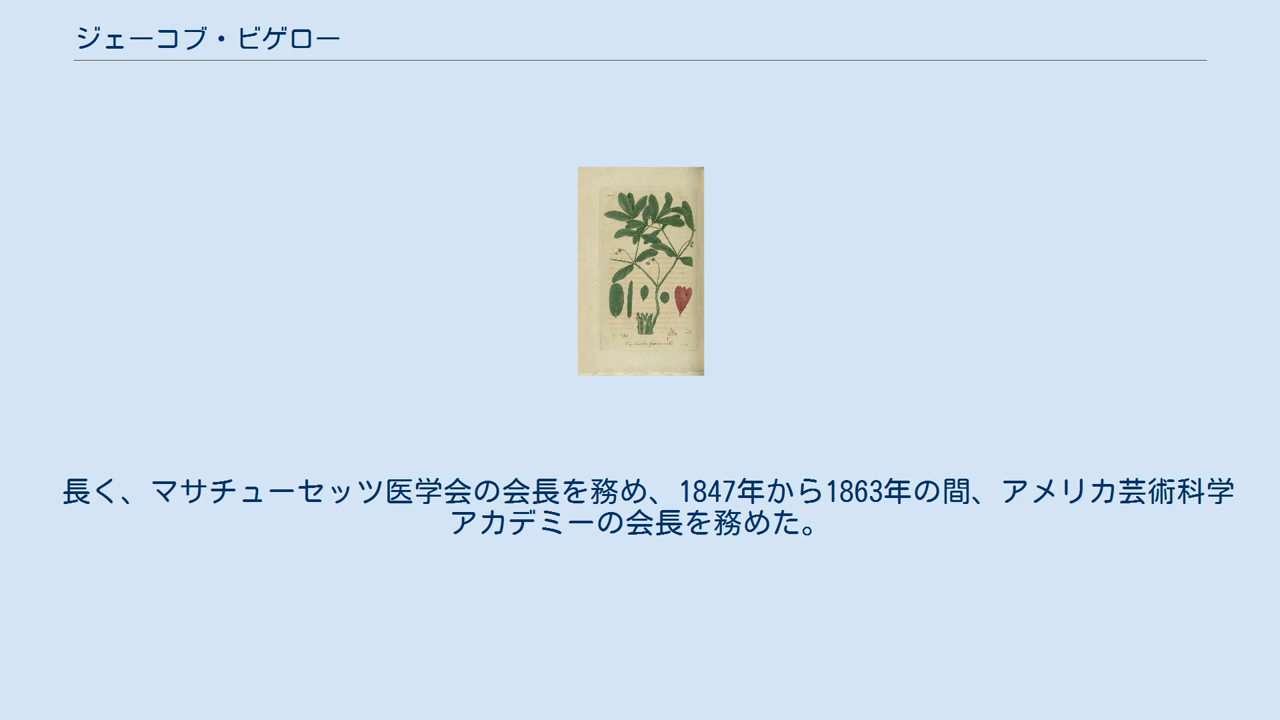 ジェーコブ・ビゲロー
長く、マサチューセッツ医学会の会長を務め、1847年から1863年の間、アメリカ芸術科学
アカデミーの会長を務めた。